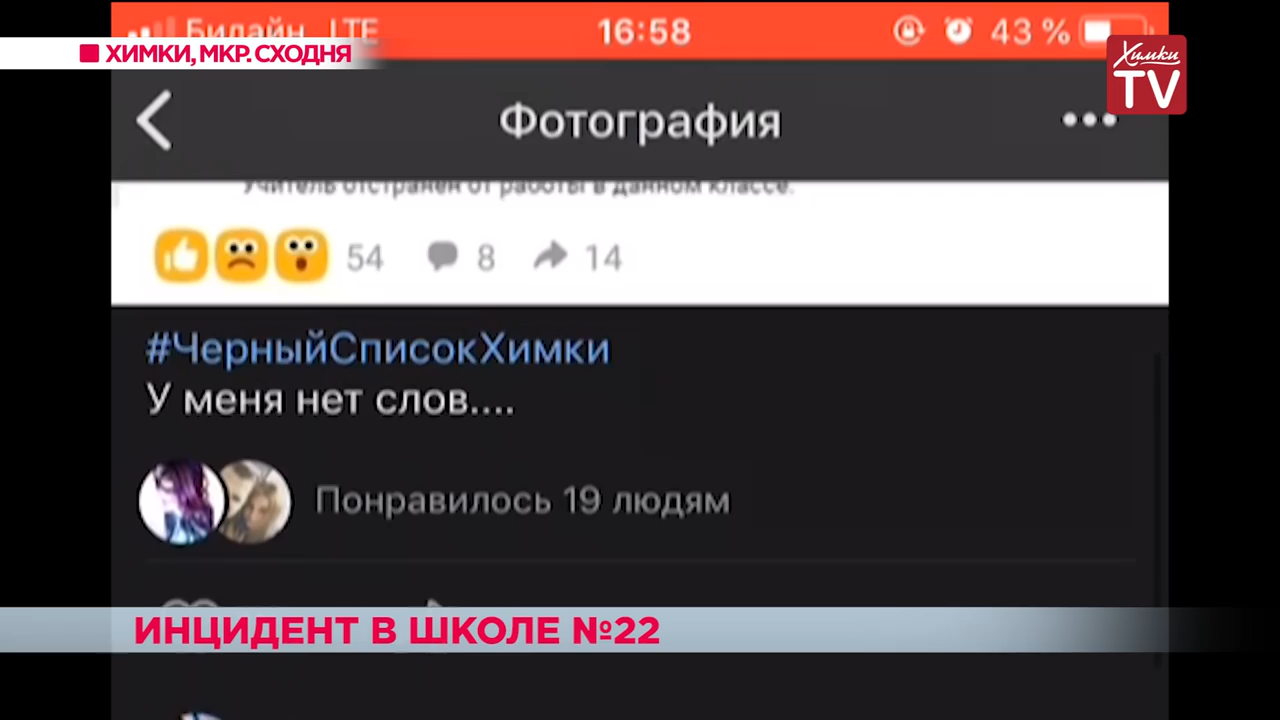 Билайн LTE 16:58 43 %
ХИМКИ, МКР. СХОДНЯ
Химки TV
Фотография
Учитель отстранен от работы в данном классе.
54 8 14
#ЧерныйСписокХимки
У меня нет слов....
Понравилось 19 людям
ИНЦИДЕНТ В ШКОЛЕ №22